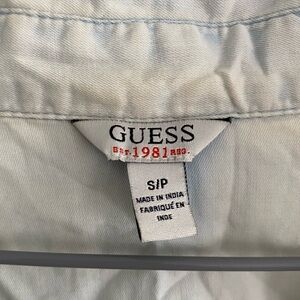 GUESS
EST. 1981 REG.
S/P
MADE IN INDIA
FABRIQUÉ EN
INDE